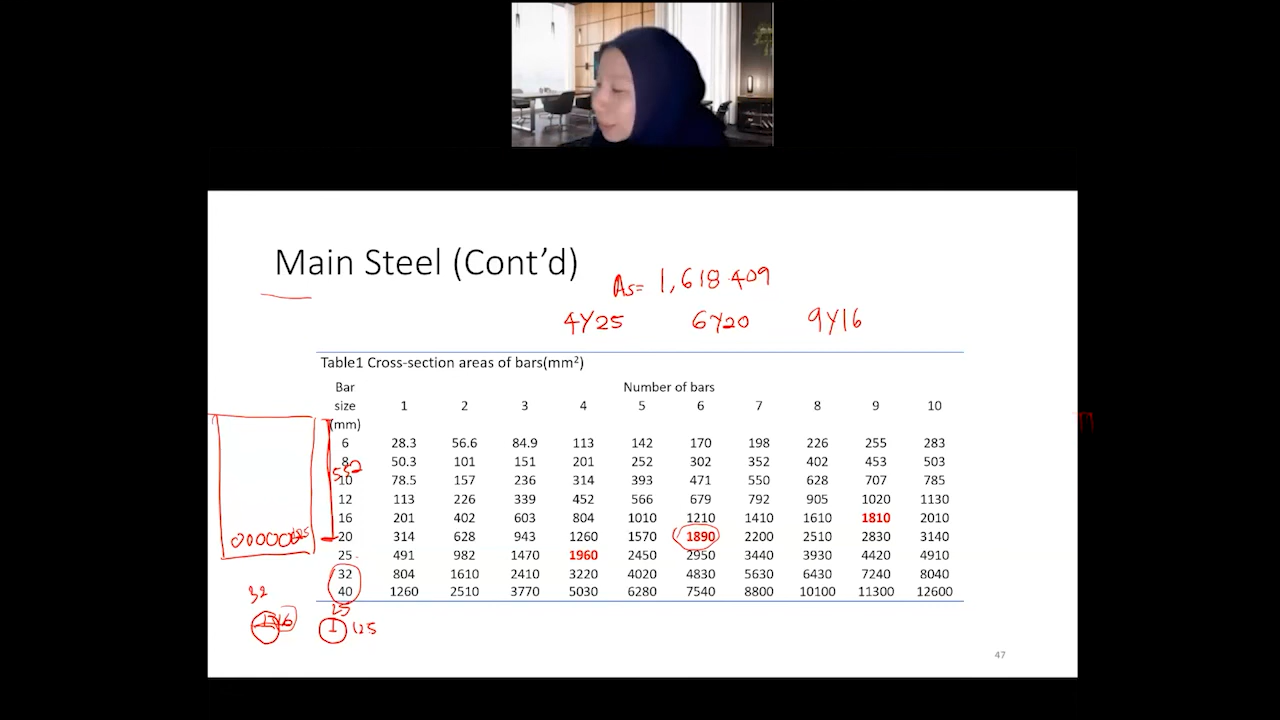 Main Steel (Cont’d)
As= 1,618.409
4Y25 6Y20 9Y16
Table1 Cross-section areas of bars(mm²)
Bar size (mm) Number of bars
1 2 3 4 5 6 7 8 9 10
6 28.3 56.6 84.9 113 142 170 198 226 255 283
8 50.3 101 151 201 252 302 352 402 453 503
10 78.5 157 236 314 393 471 550 628 707 785
12 113 226 339 452 566 679 792 905 1020 1130
16 201 402 603 804 1010 1210 1410 1610 1810 2010
20 314 628 943 1260 1570 1890 2200 2510 2830 3140
25 491 982 1470 1960 2450 2950 3440 3930 4420 4910
32 804 1610 2410 3220 4020 4830 5630 6430 7240 8040
40 1260 2510 3770 5030 6280 7540 8800 10100 11300 12600
552
32
16
25
47